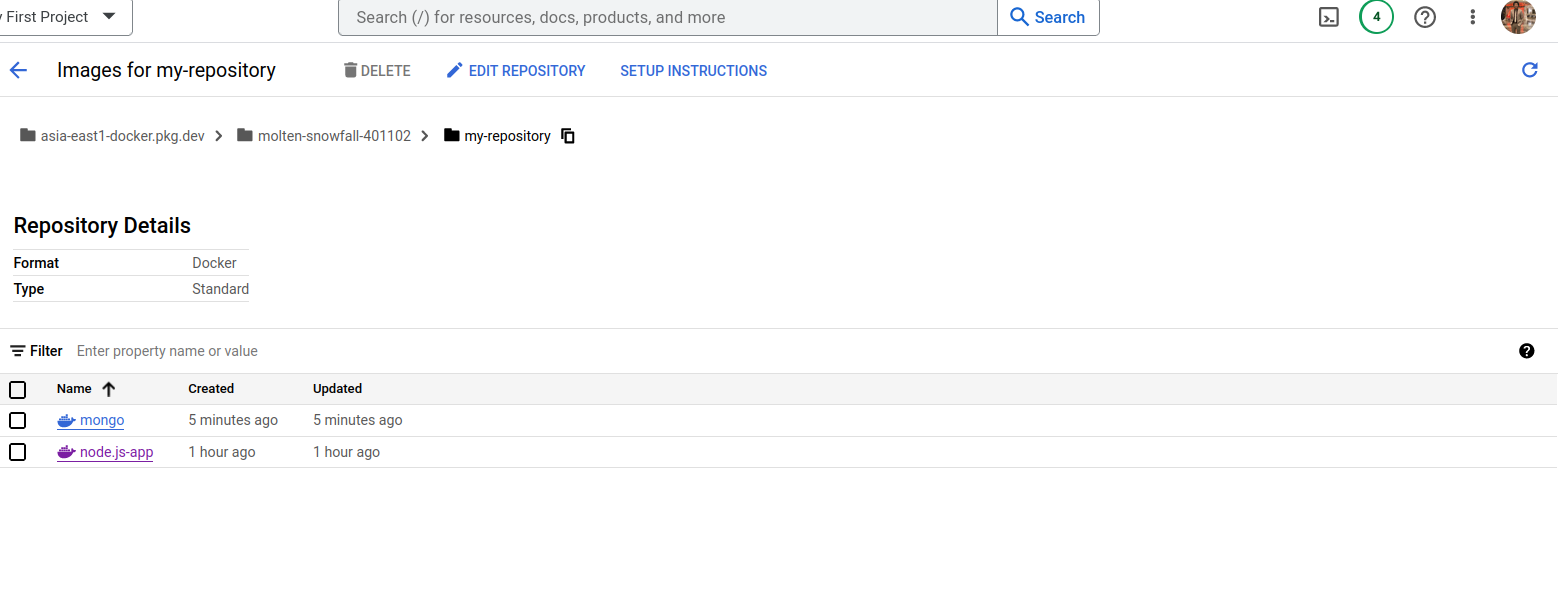 First Project Search (/) for resources, docs, products, and more Search 4
Images for my-repository DELETE EDIT REPOSITORY SETUP INSTRUCTIONS
asia-east1-docker.pkg.dev molten-snowfall-401102 my-repository
Repository Details
Format Docker
Type Standard
Filter Enter property name or value
Name Created Updated
mongo 5 minutes ago 5 minutes ago
node.js-app 1 hour ago 1 hour ago